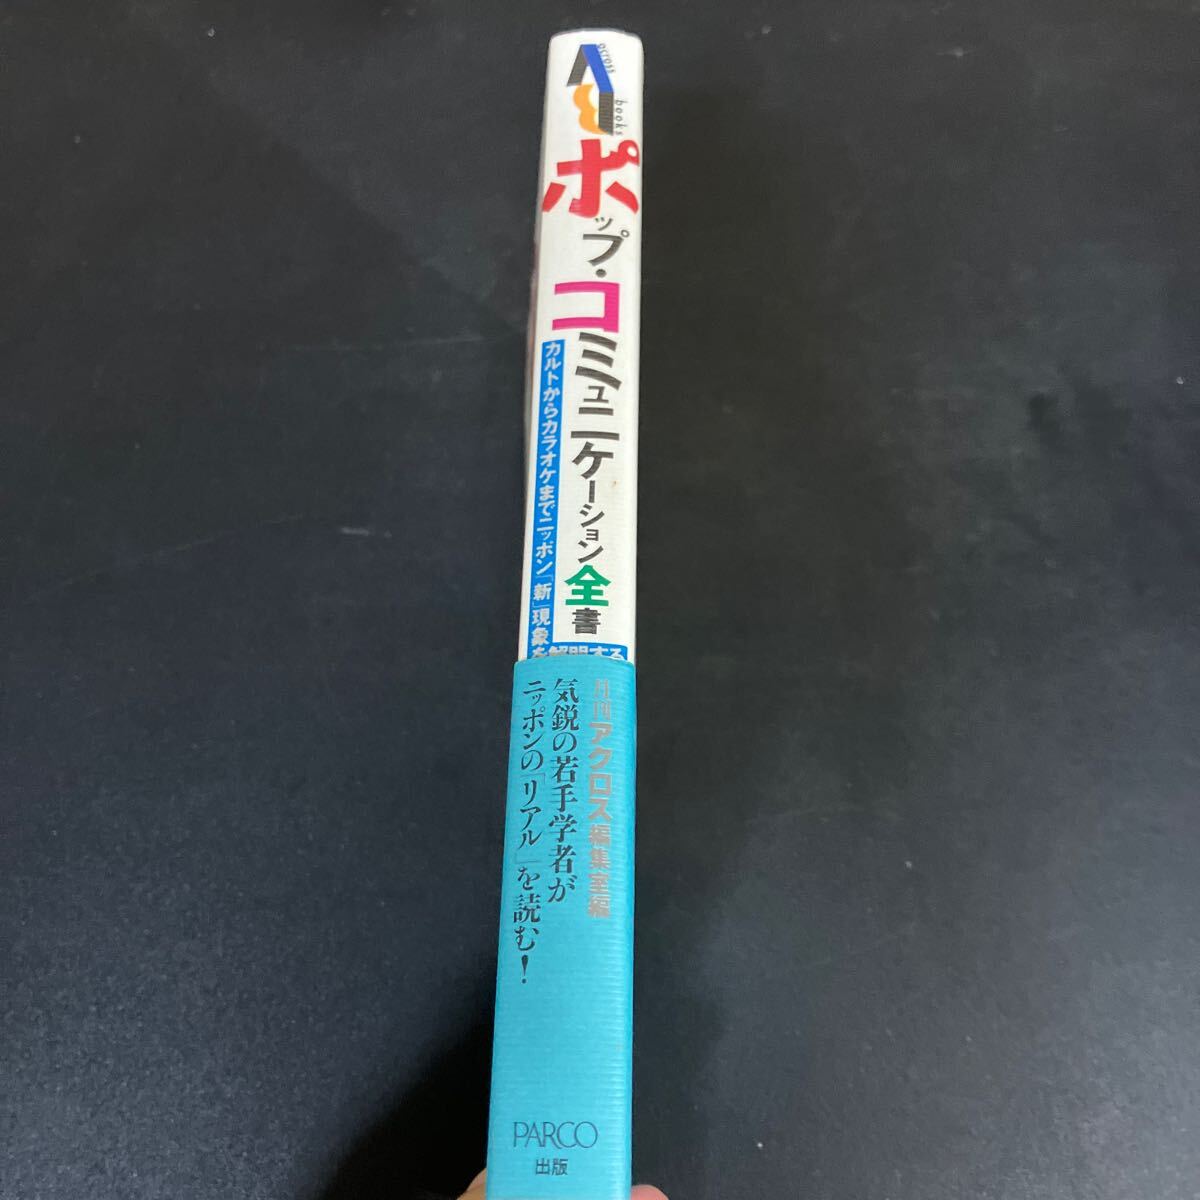 across
books
ポップ・コミュニケーション全書
カルトからカラオケまでニッポン「新」現象を解明する
月刊アクロス編集室編
気鋭の若手学者が
ニッポンの「リアル」を読む!
PARCO
出版